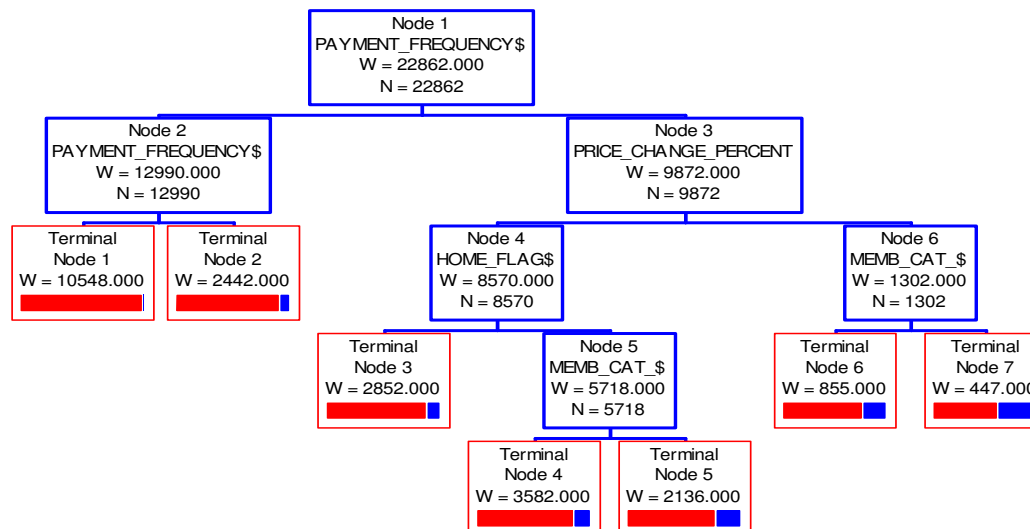 Node 1
PAYMENT_FREQUENCY$
W = 22862.000
N = 22862
Node 2
PAYMENT_FREQUENCY$
W = 12990.000
N = 12990
Node 3
PRICE_CHANGE_PERCENT
W = 9872.000
N = 9872
Terminal
Node 1
W = 10548.000
Terminal
Node 2
W = 2442.000
Node 4
HOME_FLAG$
W = 8570.000
N = 8570
Node 6
MEMB_CAT_$
W = 1302.000
N = 1302
Terminal
Node 3
W = 2852.000
Node 5
MEMB_CAT_$
W = 5718.000
N = 5718
Terminal
Node 6
W = 855.000
Terminal
Node 7
W = 447.000
Terminal
Node 4
W = 3582.000
Terminal
Node 5
W = 2136.000